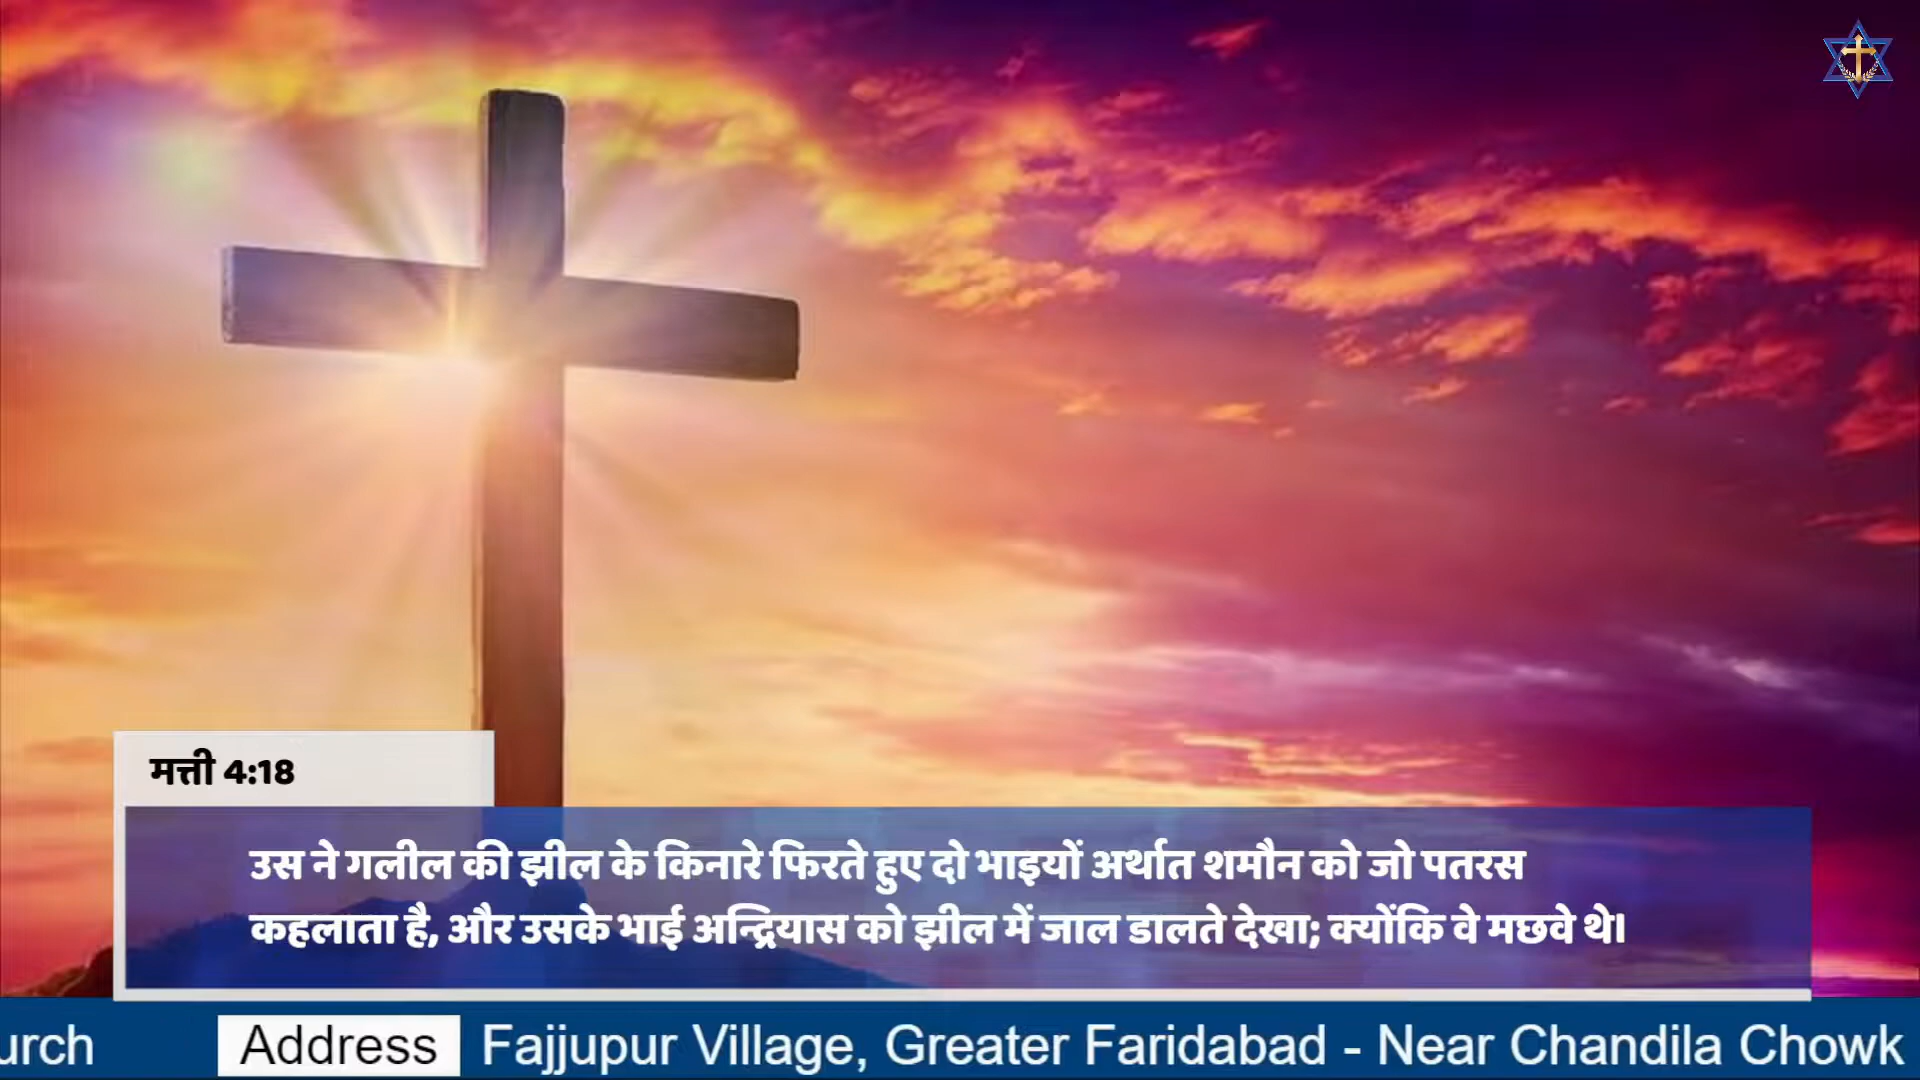 मत्ती 4:18
उस ने गलील की झील के किनारे फिरते हुए दो भाइयों अर्थात शमौन को जो पतरस
कहलाता है, और उसके भाई अन्द्रियास को झील में जाल डालते देखा; क्योंकि वे मछवे थे।
urch Address Fajjupur Village, Greater Faridabad - Near Chandila Chowk